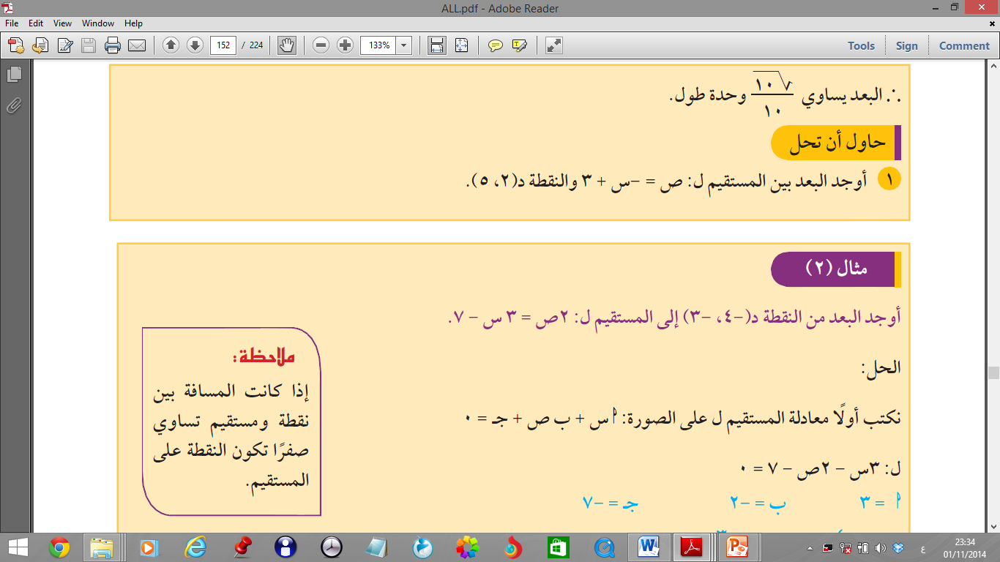 ALL.pdf - Adobe Reader
File Edit View Window Help
152 / 224 133% Tools Sign Comment
∴ البعد يساوي √١٠/١٠ وحدة طول.
حاول أن تحل
١ أوجد البعد بين المستقيم ل: ص = -س + ٣ والنقطة د(٢، ٥).
مثال (٢)
أوجد البعد من النقطة د(-٤، -٣) إلى المستقيم ل: ٢ص = ٣ س - ٧.
الحل:
نكتب أولًا معادلة المستقيم ل على الصورة: أ س + ب ص + جـ = ٠
ل: ٣س - ٢ص - ٧ = ٠
أ = ٣ ب = -٢ جـ = -٧
ملاحظة:
إذا كانت المسافة بين
نقطة ومستقيم تساوي
صفرًا تكون النقطة على
المستقيم.
ع
23:34
01/11/2014